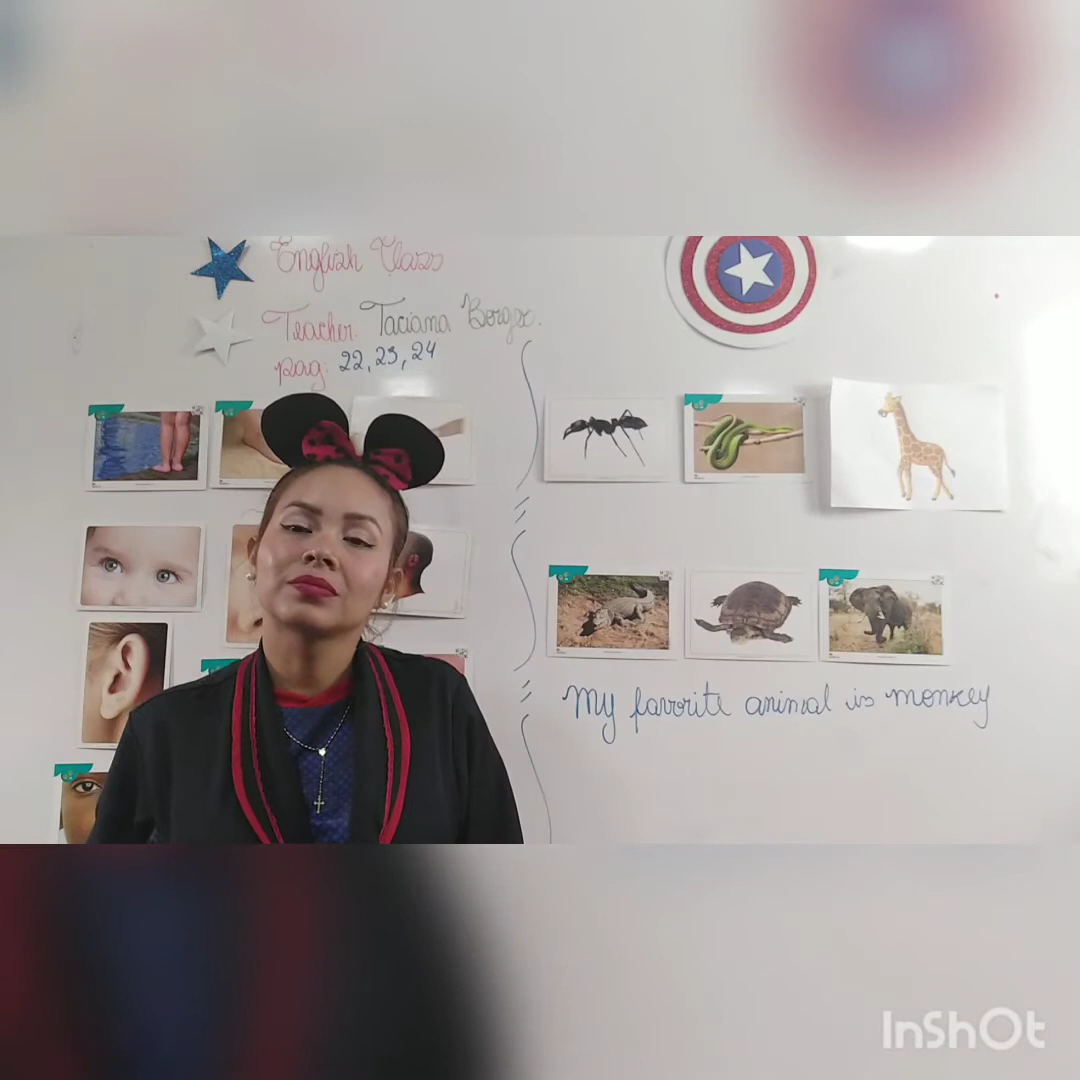 English Class
Teacher: Taciana Borges.
pag: 22, 23, 24
My favorite animal is monkey
InShOt